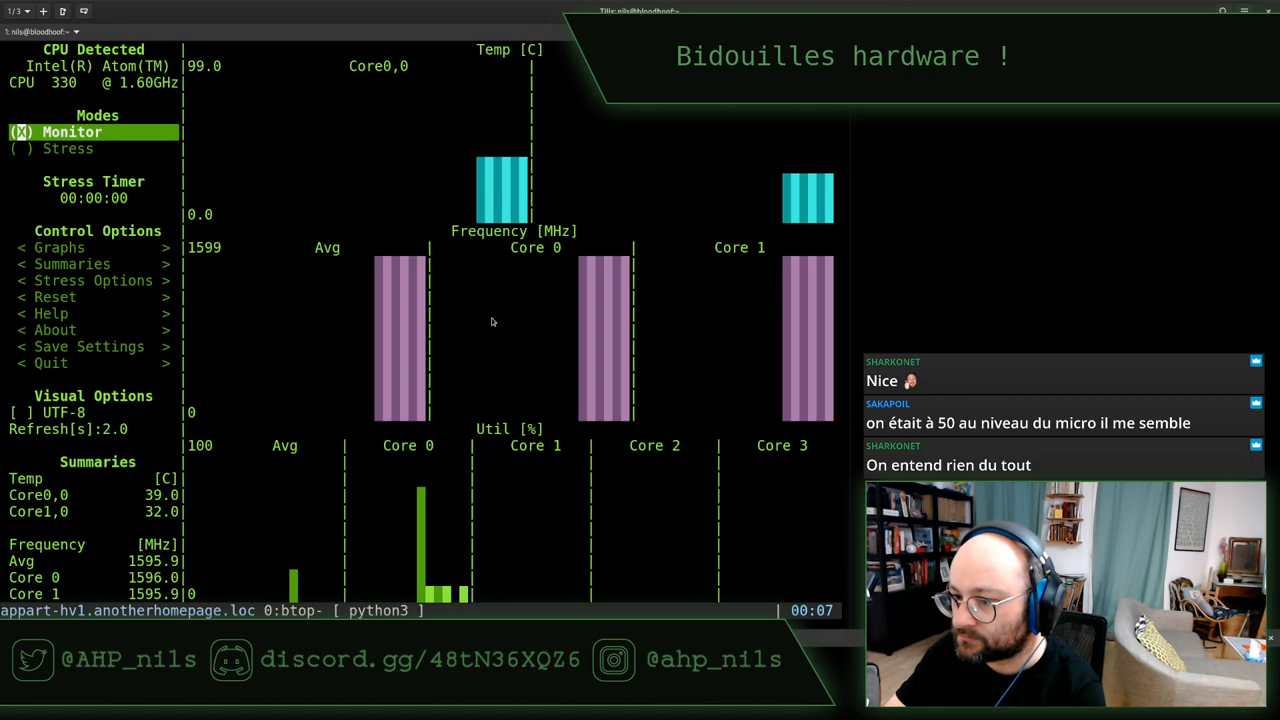 1/3
Tilix: nils@bloodhoof:~
1: nils@bloodhoof:~
Bidouilles hardware !
CPU Detected
Intel(R) Atom(TM)
CPU 330 @ 1.60GHz
Modes
(X) Monitor
( ) Stress
Stress Timer
00:00:00
Control Options
< Graphs >
< Summaries >
< Stress Options >
< Reset >
< Help >
< About >
< Save Settings >
< Quit >
Visual Options
[ ] UTF-8
Refresh[s]:2.0
Summaries
Temp [C]
Core0,0 39.0
Core1,0 32.0
Frequency [MHz]
Avg 1595.9
Core 0 1596.0
Core 1 1595.9
Temp [C]
99.0 Core0,0
0.0
Frequency [MHz]
1599 Avg Core 0 Core 1
0
Util [%]
100 Avg Core 0 Core 1 Core 2 Core 3
0
appart-hv1.anotherhomepage.loc 0:btop- [ python3 ] | 00:07
SHARKONET
Nice
SAKAPOIL
on était à 50 au niveau du micro il me semble
SHARKONET
On entend rien du tout
@AHP_nils discord.gg/48tN36XQZ6 @ahp_nils